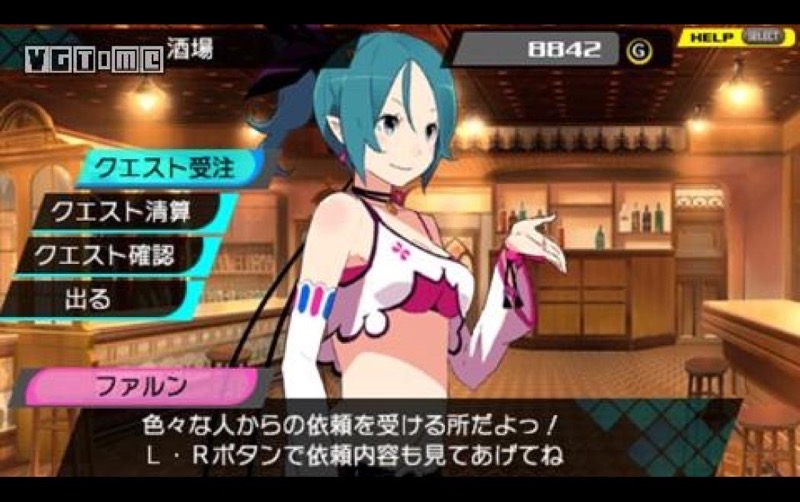 VGTIME
酒場
8842 G
HELP SELECT
クエスト受注
クエスト清算
クエスト確認
出る
ファルン
色々な人からの依頼を受ける所だよっ！
L・Rボタンで依頼内容も見てあげてね